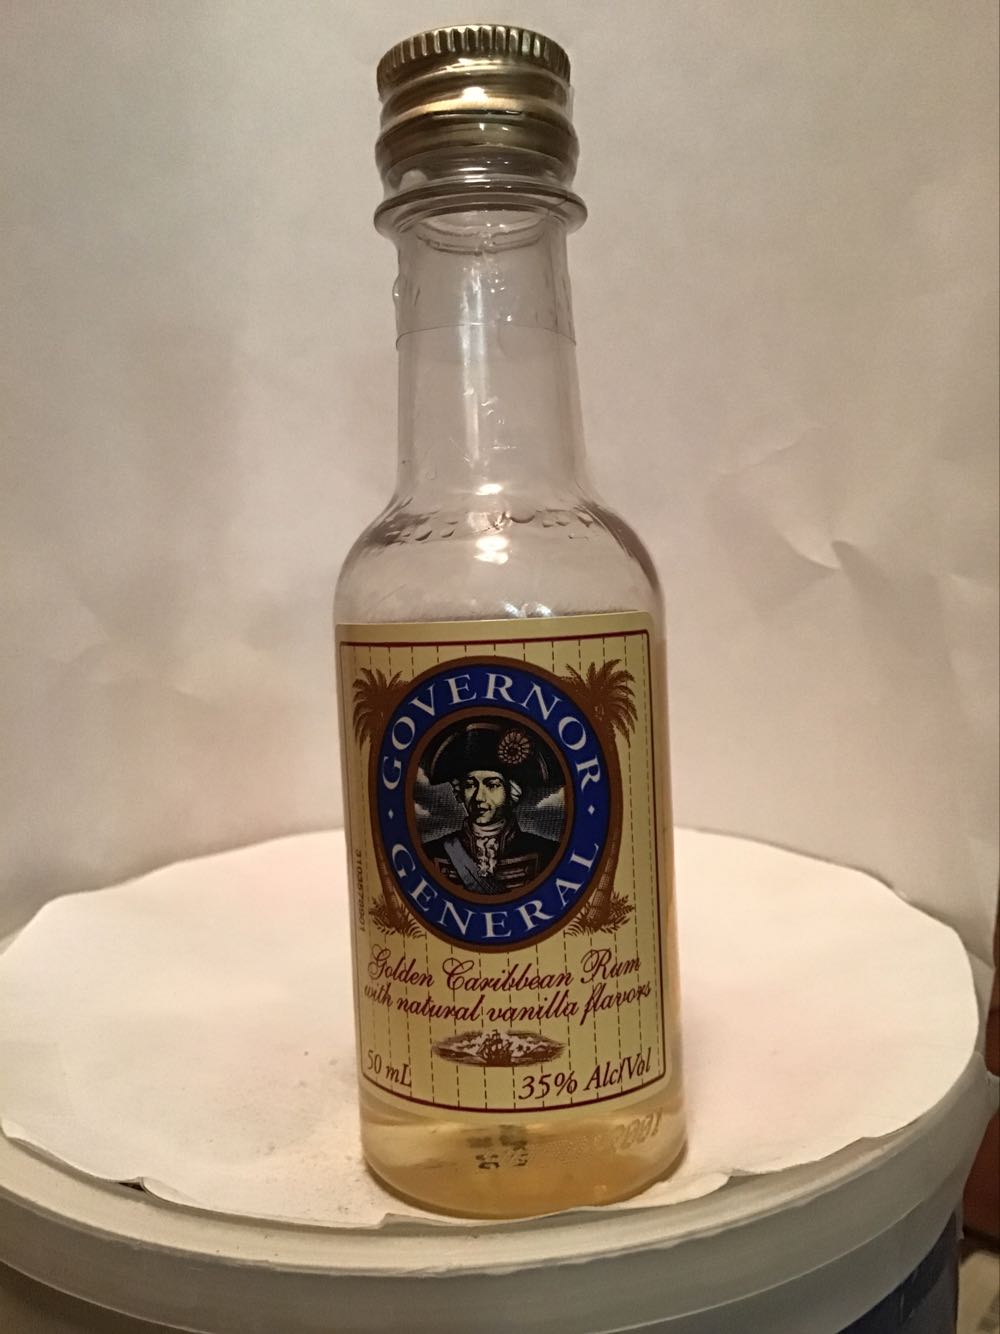 GOVERNOR
· GENERAL ·
Golden Caribbean Rum
with natural vanilla flavors
50 mL
35% Alc/Vol